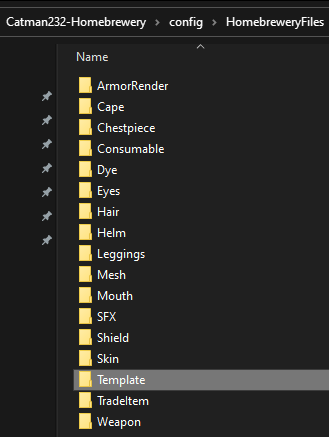 Catman232-Homebrewery > config > HomebreweryFiles
Name
ArmorRender
Cape
Chestpiece
Consumable
Dye
Eyes
Hair
Helm
Leggings
Mesh
Mouth
SFX
Shield
Skin
Template
TradeItem
Weapon